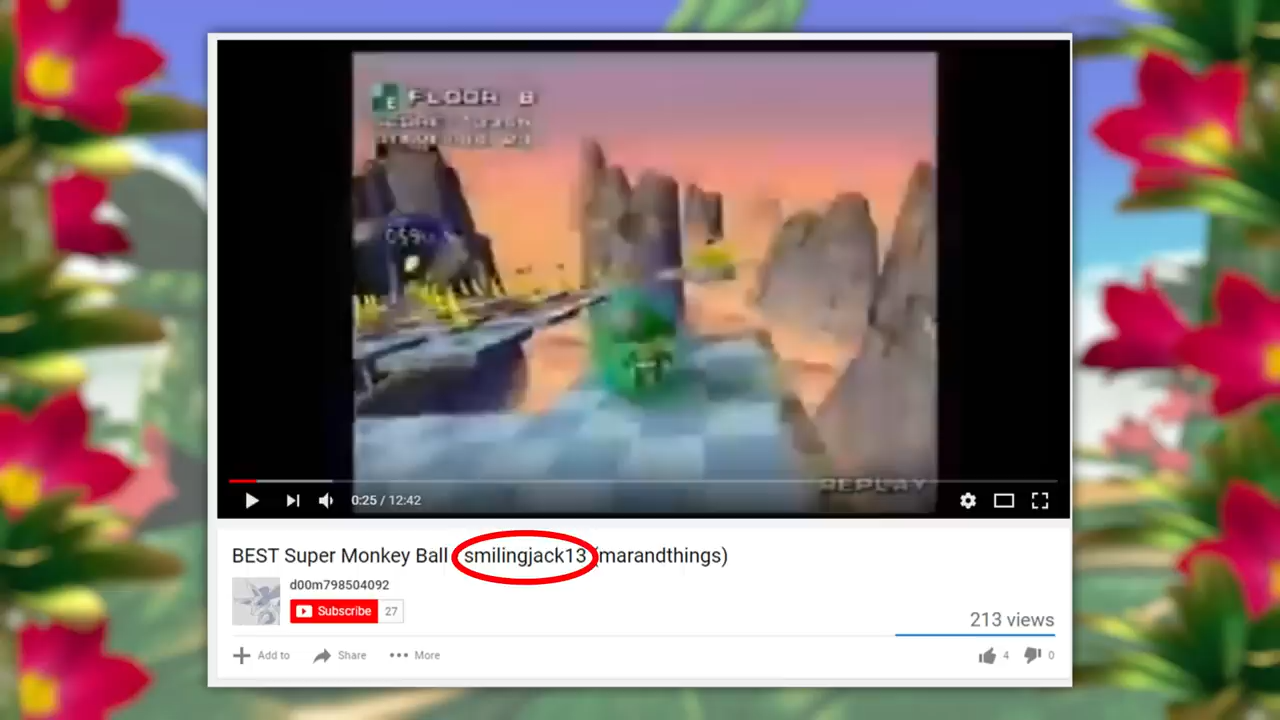 E FLOOR 8
REPLAY
0:25 / 12:42
BEST Super Monkey Ball smilingjack13 (marandthings)
d00m798504092
Subscribe 27
213 views
Add to Share More
4 0